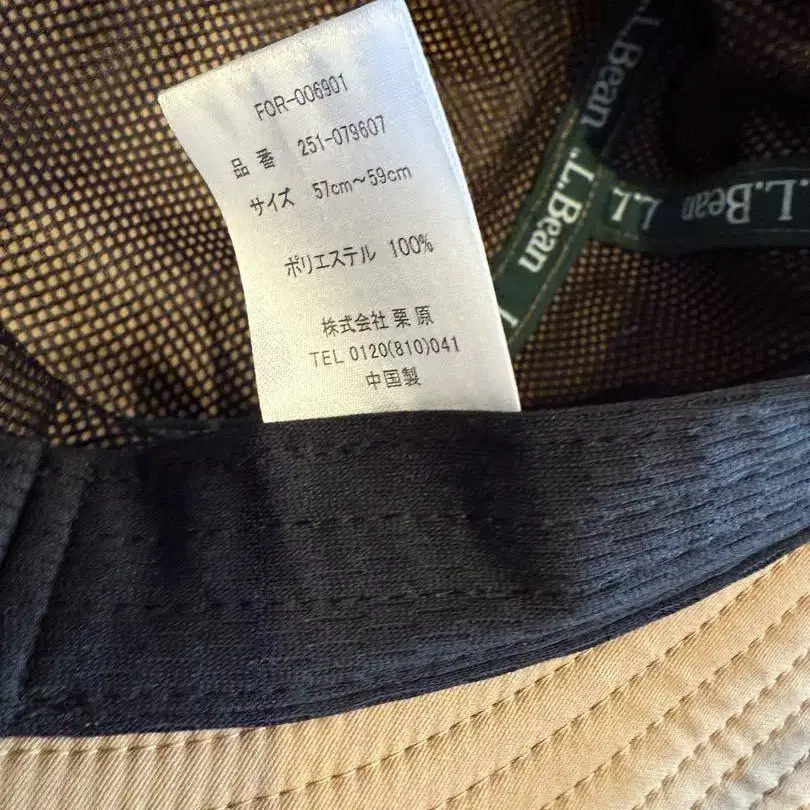 FOR-006901
品番 251-079607
サイズ 57cm~59cm
ポリエステル 100%
株式会社 栗原
TEL 0120(810)041
中国製
L.Bean
.L.Bean
L.L
.L.Bean